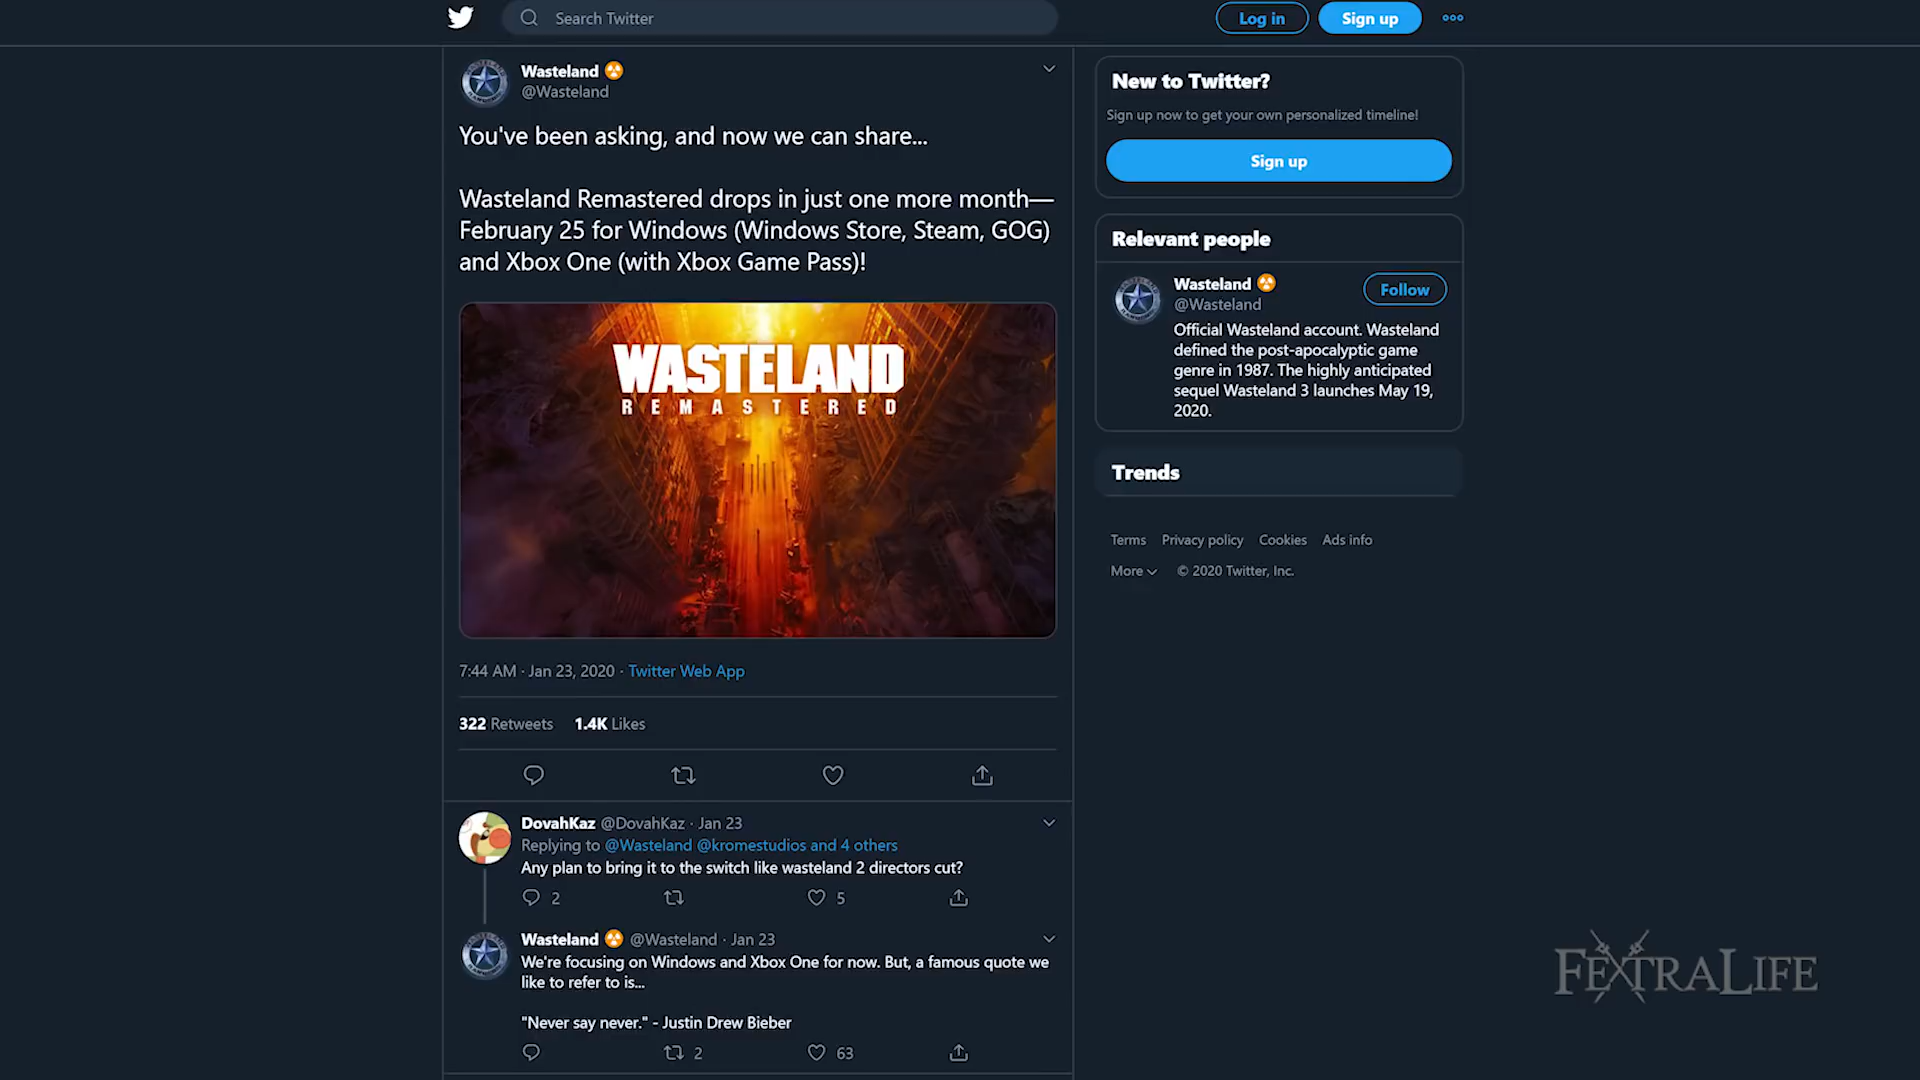 Search Twitter
Log in
Sign up
Wasteland
@Wasteland
You've been asking, and now we can share...
Wasteland Remastered drops in just one more month—
February 25 for Windows (Windows Store, Steam, GOG)
and Xbox One (with Xbox Game Pass)!
WASTELAND
REMASTERED
7:44 AM · Jan 23, 2020 · Twitter Web App
322 Retweets 1.4K Likes
DovahKaz @DovahKaz · Jan 23
Replying to @Wasteland @kromestudios and 4 others
Any plan to bring it to the switch like wasteland 2 directors cut?
2
5
Wasteland @Wasteland · Jan 23
We're focusing on Windows and Xbox One for now. But, a famous quote we
like to refer to is...
"Never say never." - Justin Drew Bieber
2
63
New to Twitter?
Sign up now to get your own personalized timeline!
Sign up
Relevant people
Wasteland
@Wasteland
Follow
Official Wasteland account. Wasteland
defined the post-apocalyptic game
genre in 1987. The highly anticipated
sequel Wasteland 3 launches May 19,
2020.
Trends
Terms Privacy policy Cookies Ads info
More © 2020 Twitter, Inc.
FEXTRALIFE